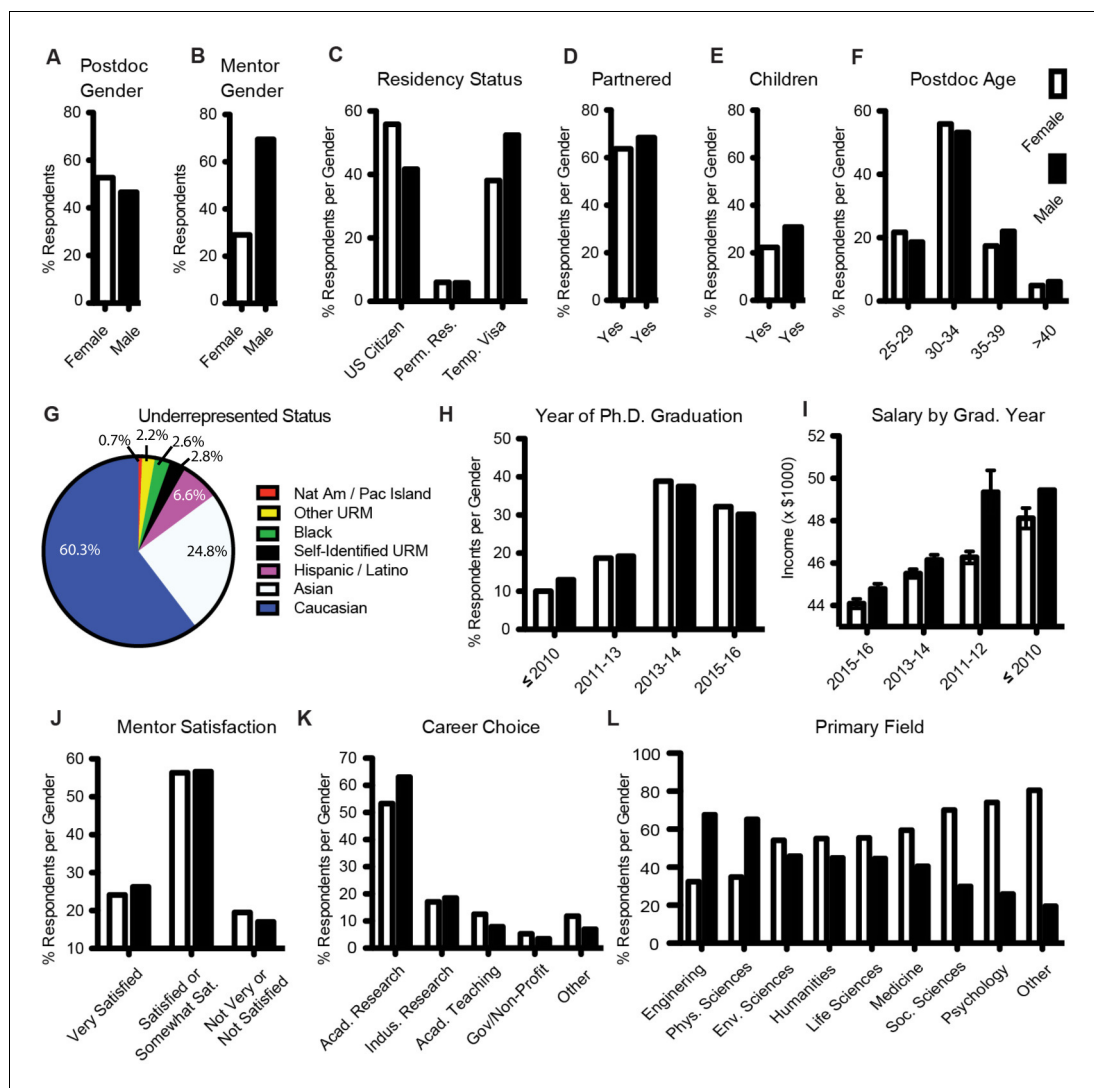 A
Postdoc
Gender
% Respondents
80
60
40
20
0
Female
Male
B
Mentor
Gender
% Respondents
80
60
40
20
0
Female
Male
C
Residency Status
% Respondents per Gender
60
40
20
0
US Citizen
Perm. Res.
Temp. Visa
D
Partnered
% Respondents per Gender
80
60
40
20
0
Yes
Yes
E
Children
% Respondents per Gender
80
60
40
20
0
Yes
Yes
F
Postdoc Age
% Respondents per Gender
60
40
20
0
25-29
30-34
35-39
>40
Female
Male
G
Underrepresented Status
0.7%
2.2%
2.6%
2.8%
6.6%
24.8%
60.3%
Nat Am / Pac Island
Other URM
Black
Self-Identified URM
Hispanic / Latino
Asian
Caucasian
H
Year of Ph.D. Graduation
% Respondents per Gender
50
40
30
20
10
0
≤ 2010
2011-13
2013-14
2015-16
I
Salary by Grad. Year
Income (x $1000)
52
50
48
46
44
2015-16
2013-14
2011-12
≤ 2010
J
Mentor Satisfaction
% Respondents per Gender
60
50
40
30
20
10
Very Satisfied
Satisfied or
Somewhat Sat.
Not Very or
Not Satisfied
K
Career Choice
% Respondents per Gender
70
60
50
40
30
20
10
0
Acad. Research
Indus. Research
Acad. Teaching
Gov/Non-Profit
Other
L
Primary Field
% Respondents per Gender
100
80
60
40
20
0
Enginering
Phys. Sciences
Env. Sciences
Humanities
Life Sciences
Medicine
Soc. Sciences
Psychology
Other